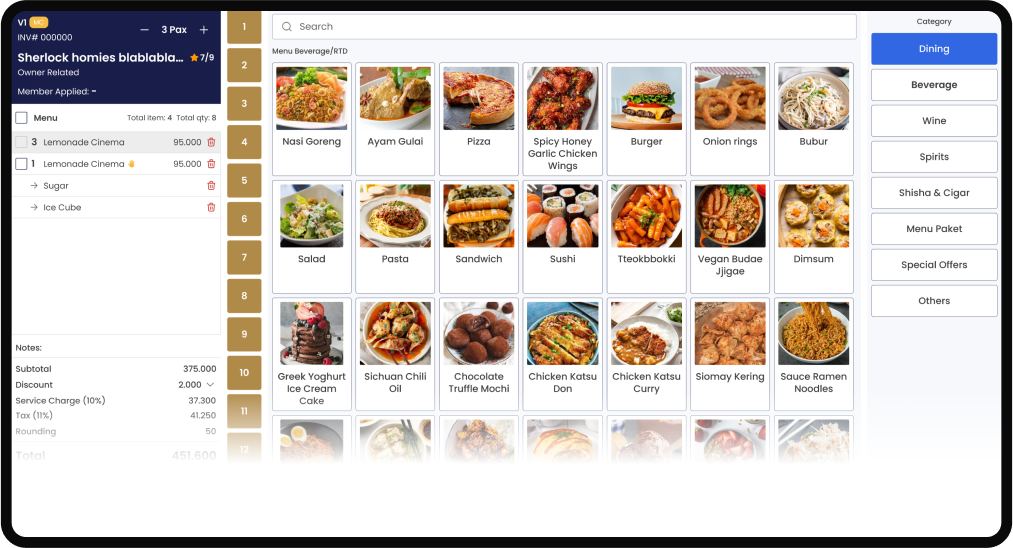 V1 MC
INV# 000000
3 Pax
Sherlock homies blablabla... 7/9
Owner Related
Member Applied: -
Menu Total item: 4 Total qty: 8
3 Lemonade Cinema 95.000
1 Lemonade Cinema 95.000
Sugar
Ice Cube
Notes:
Subtotal 375.000
Discount 2.000
Service Charge (10%) 37.300
Tax (11%) 41.250
Rounding 50
Total 451.600
1
2
3
4
5
6
7
8
9
10
11
12
Search
Menu Beverage/RTD
Nasi Goreng
Ayam Gulai
Pizza
Spicy Honey
Garlic Chicken
Wings
Burger
Onion rings
Bubur
Salad
Pasta
Sandwich
Sushi
Tteokbokki
Vegan Budae
Jjigae
Dimsum
Greek Yoghurt
Ice Cream
Cake
Sichuan Chili
Oil
Chocolate
Truffle Mochi
Chicken Katsu
Don
Chicken Katsu
Curry
Siomay Kering
Sauce Ramen
Noodles
Category
Dining
Beverage
Wine
Spirits
Shisha & Cigar
Menu Paket
Special Offers
Others